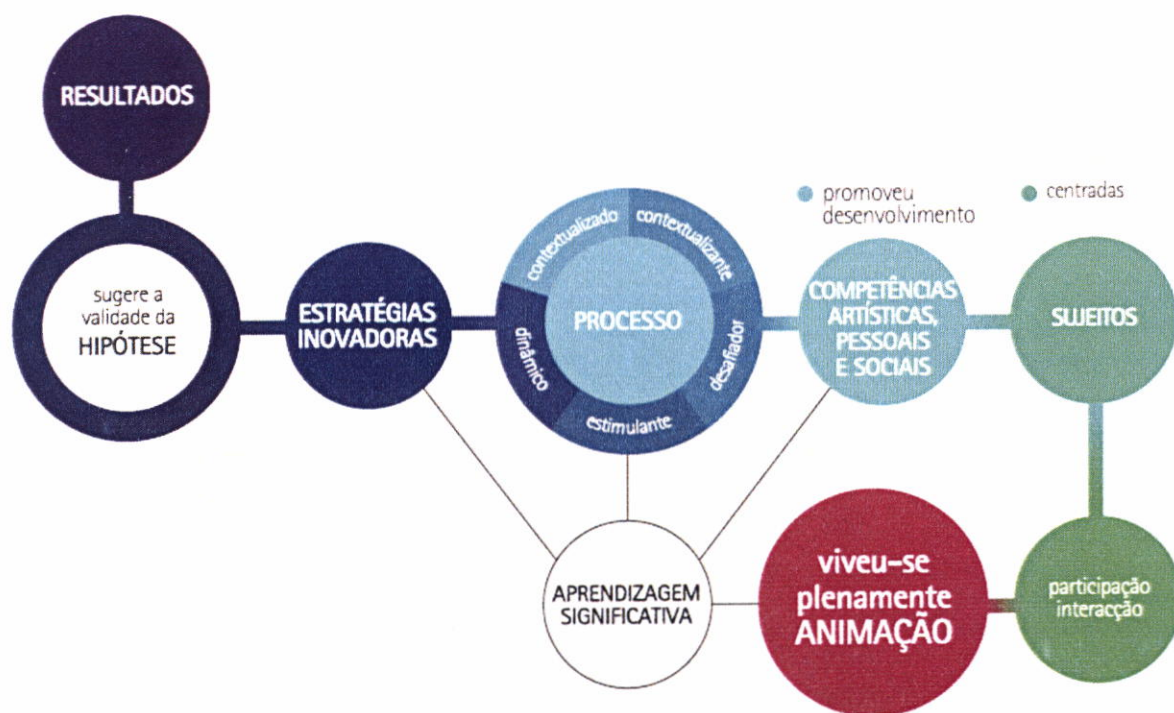 RESULTADOS
sugere a
validade da
HIPÓTESE
ESTRATÉGIAS
INOVADORAS
contextualizado
contextualizante
dinâmico
desafiador
estimulante
PROCESSO
promoveu
desenvolvimento
COMPETÊNCIAS
ARTÍSTICAS,
PESSOAIS
E SOCIAIS
centradas
SUJEITOS
APRENDIZAGEM
SIGNIFICATIVA
viveu-se
plenamente
ANIMAÇÃO
participação
interacção